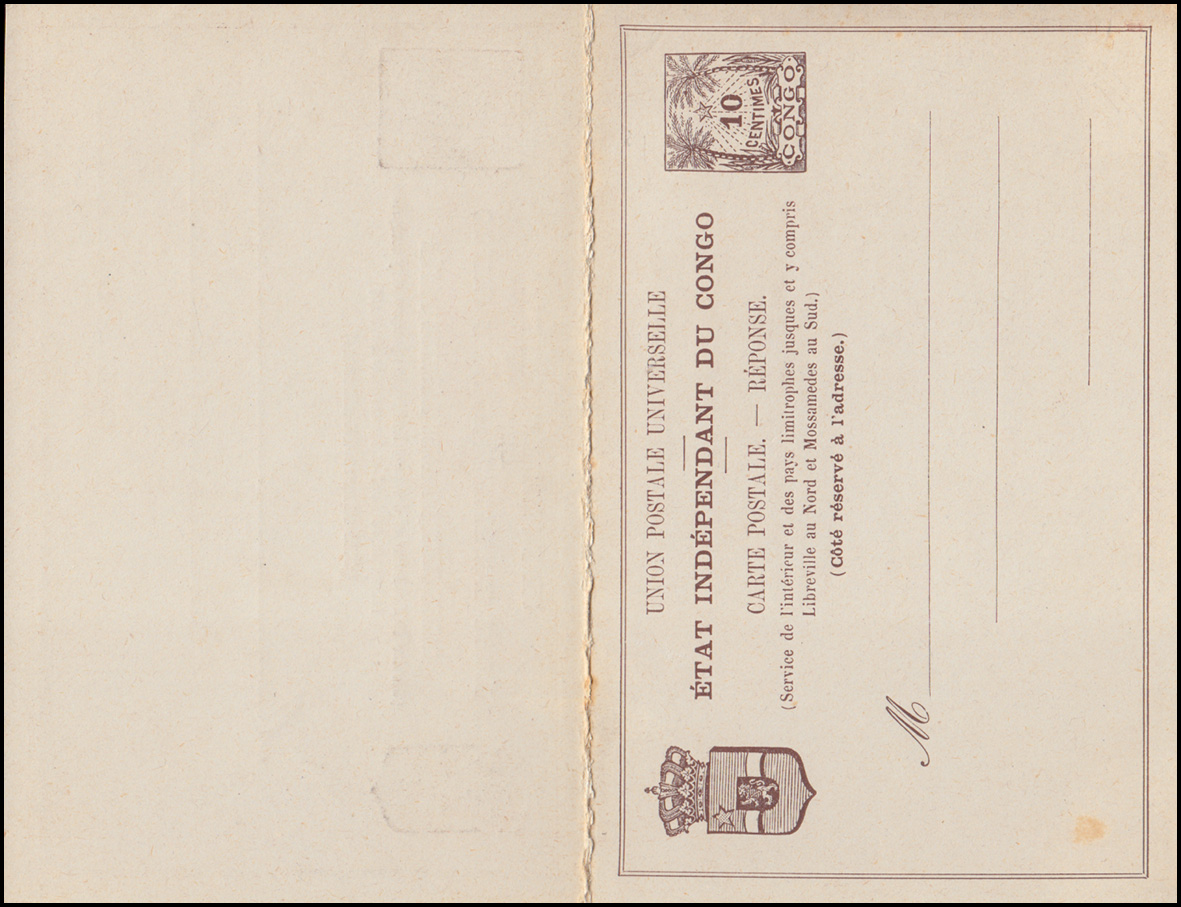 UNION POSTALE UNIVERSELLE
ÉTAT INDÉPENDANT DU CONGO
CARTE POSTALE. — RÉPONSE.
(Service de l'intérieur et des pays limitrophes jusques et y compris
Libreville au Nord et Mossamedes au Sud.)
(Côté réservé à l'adresse.)
10
CENTIMES
CONGO
M